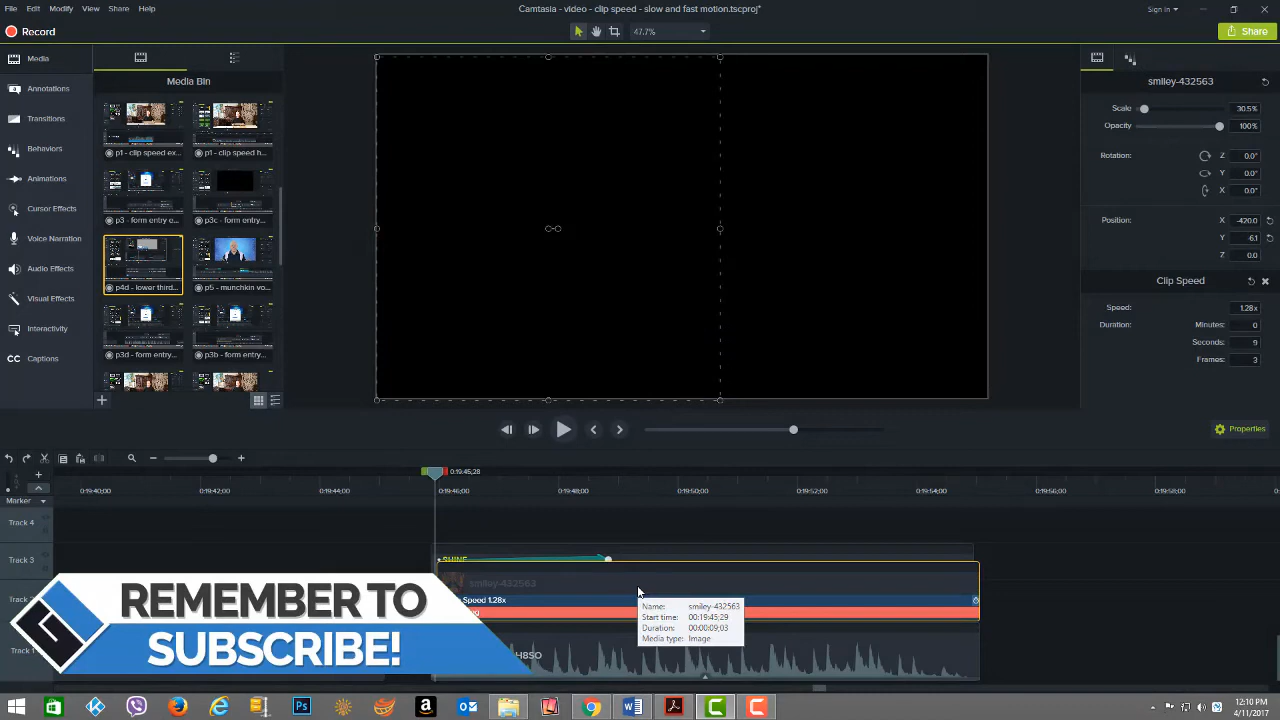 File Edit Modify View Share Help
Camtasia - video - clip speed - slow and fast motion.tscproj*
Sign in
Record
47.7%
Share
Media
Annotations
Transitions
Behaviors
Animations
Cursor Effects
Voice Narration
Audio Effects
Visual Effects
Interactivity
CC Captions
Media Bin
p1 - clip speed ex...
p1 - clip speed h...
p3 - form entry e...
p3c - form entry...
p4d - lower third...
p5 - munchkin vo...
p3d - form entry...
p3b - form entry...
smiley-432563
Scale 30.5%
Opacity 100%
Rotation: Z 0.0°
Y 0.0°
X 0.0°
Position: X -420.0
Y -6.1
Z 0.0
Clip Speed
Speed: 1.28x
Duration: Minutes: 0
Seconds: 9
Frames: 3
Properties
0:19:45;28
Marker
0:19:40;00 0:19:42;00 0:19:44;00 0:19:46;00 0:19:48;00 0:19:50;00 0:19:52;00 0:19:54;00 0:19:56;00 0:19:58;00
Track 4
Track 3
SHINE
smiley-432563
Speed 1.28x
Track 1
H8SO
Name: smiley-432563
Start time: 00:19:45;29
Duration: 00:00:09;03
Media type: Image
REMEMBER TO
SUBSCRIBE!
12:10 PM
4/11/2017